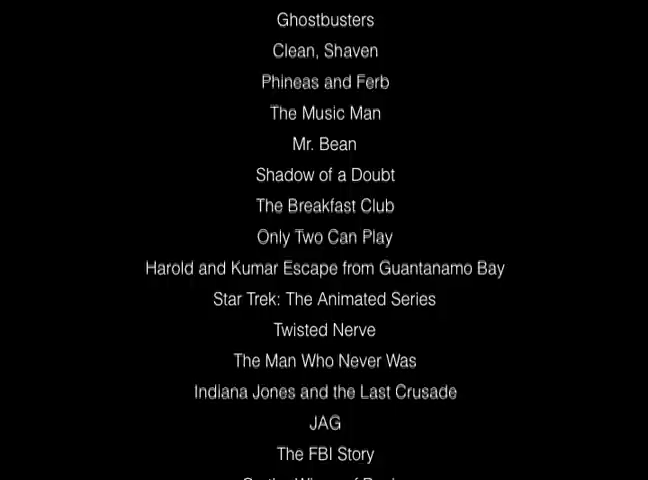 Ghostbusters
Clean, Shaven
Phineas and Ferb
The Music Man
Mr. Bean
Shadow of a Doubt
The Breakfast Club
Only Two Can Play
Harold and Kumar Escape from Guantanamo Bay
Star Trek: The Animated Series
Twisted Nerve
The Man Who Never Was
Indiana Jones and the Last Crusade
JAG
The FBI Story